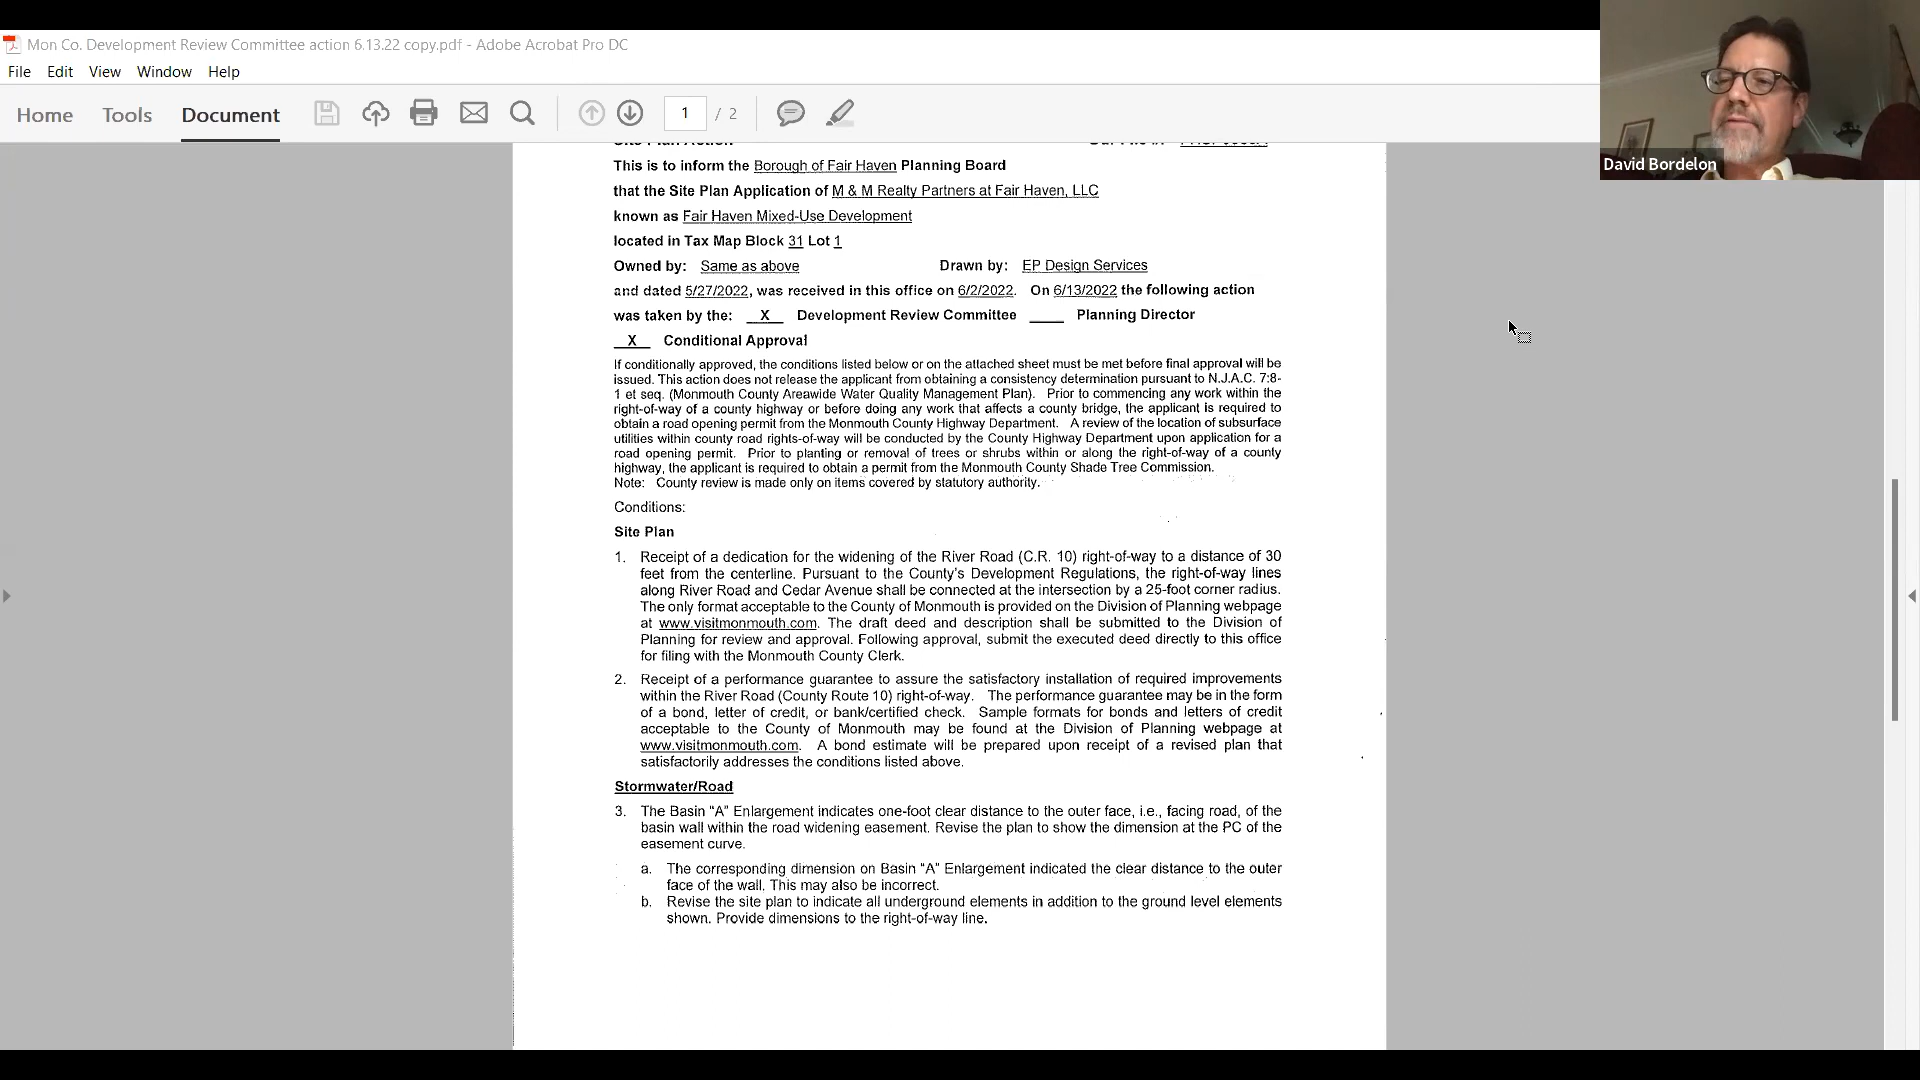 Mon Co. Development Review Committee action 6.13.22 copy.pdf - Adobe Acrobat Pro DC
File Edit View Window Help
Home Tools Document 1 / 2
David Bordelon
Site Plan Action
This is to inform the Borough of Fair Haven Planning Board
that the Site Plan Application of M & M Realty Partners at Fair Haven, LLC
known as Fair Haven Mixed-Use Development
located in Tax Map Block 31 Lot 1
Owned by: Same as above Drawn by: EP Design Services
and dated 5/27/2022, was received in this office on 6/2/2022. On 6/13/2022 the following action
was taken by the: X Development Review Committee ____ Planning Director
X Conditional Approval
If conditionally approved, the conditions listed below or on the attached sheet must be met before final approval will be
issued. This action does not release the applicant from obtaining a consistency determination pursuant to N.J.A.C. 7:8-
1 et seq. (Monmouth County Areawide Water Quality Management Plan). Prior to commencing any work within the
right-of-way of a county highway or before doing any work that affects a county bridge, the applicant is required to
obtain a road opening permit from the Monmouth County Highway Department. A review of the location of subsurface
utilities within county road rights-of-way will be conducted by the County Highway Department upon application for a
road opening permit. Prior to planting or removal of trees or shrubs within or along the right-of-way of a county
highway, the applicant is required to obtain a permit from the Monmouth County Shade Tree Commission.
Note: County review is made only on items covered by statutory authority.
Conditions:
Site Plan
1. Receipt of a dedication for the widening of the River Road (C.R. 10) right-of-way to a distance of 30
feet from the centerline. Pursuant to the County's Development Regulations, the right-of-way lines
along River Road and Cedar Avenue shall be connected at the intersection by a 25-foot corner radius.
The only format acceptable to the County of Monmouth is provided on the Division of Planning webpage
at www.visitmonmouth.com. The draft deed and description shall be submitted to the Division of
Planning for review and approval. Following approval, submit the executed deed directly to this office
for filing with the Monmouth County Clerk.
2. Receipt of a performance guarantee to assure the satisfactory installation of required improvements
within the River Road (County Route 10) right-of-way. The performance guarantee may be in the form
of a bond, letter of credit, or bank/certified check. Sample formats for bonds and letters of credit
acceptable to the County of Monmouth may be found at the Division of Planning webpage at
www.visitmonmouth.com. A bond estimate will be prepared upon receipt of a revised plan that
satisfactorily addresses the conditions listed above.
Stormwater/Road
3. The Basin "A" Enlargement indicates one-foot clear distance to the outer face, i.e., facing road, of the
basin wall within the road widening easement. Revise the plan to show the dimension at the PC of the
easement curve.
a. The corresponding dimension on Basin "A" Enlargement indicated the clear distance to the outer
face of the wall. This may also be incorrect.
b. Revise the site plan to indicate all underground elements in addition to the ground level elements
shown. Provide dimensions to the right-of-way line.